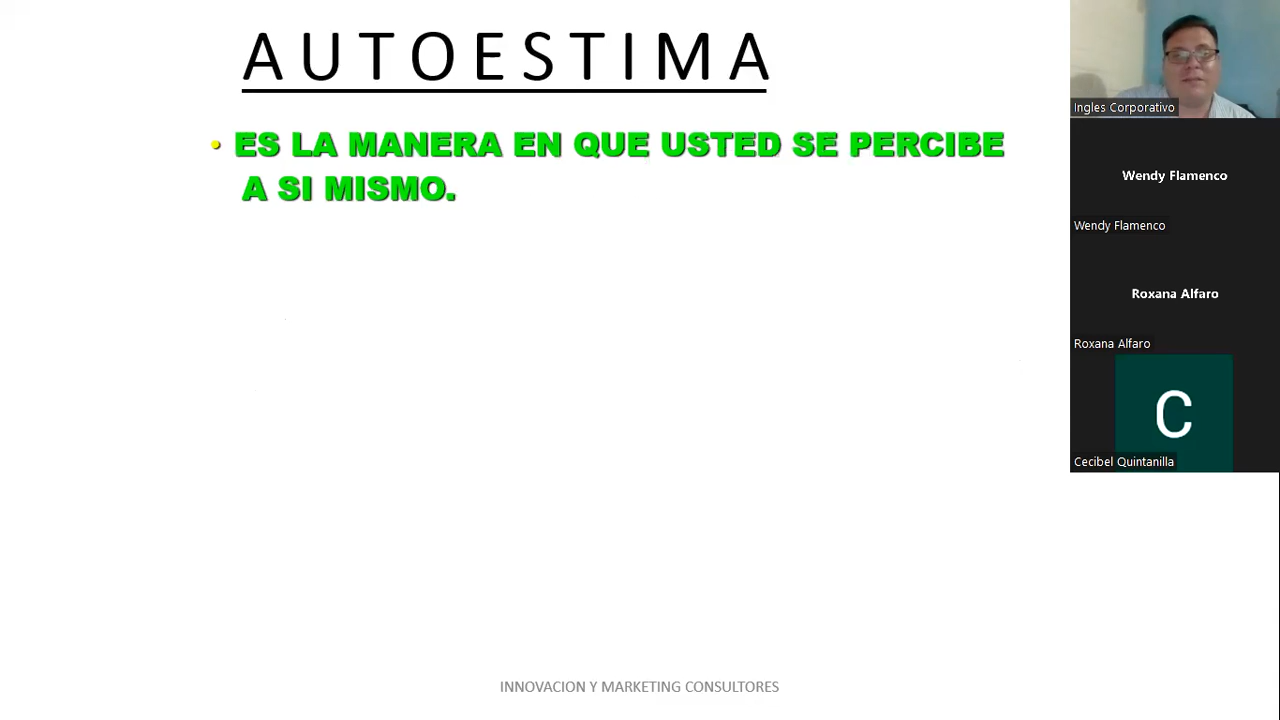 AUTOESTIMA
• ES LA MANERA EN QUE USTED SE PERCIBE
A SI MISMO.
INNOVACION Y MARKETING CONSULTORES
Ingles Corporativo
Wendy Flamenco
Wendy Flamenco
Roxana Alfaro
Roxana Alfaro
C
Cecibel Quintanilla